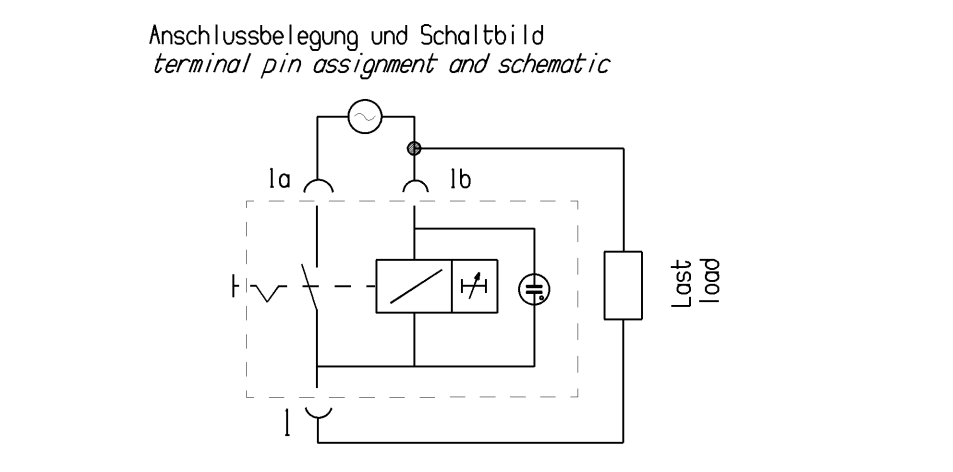 Anschlussbelegung und Schaltbild
terminal pin assignment and schematic
1a
1b
Last
load
1